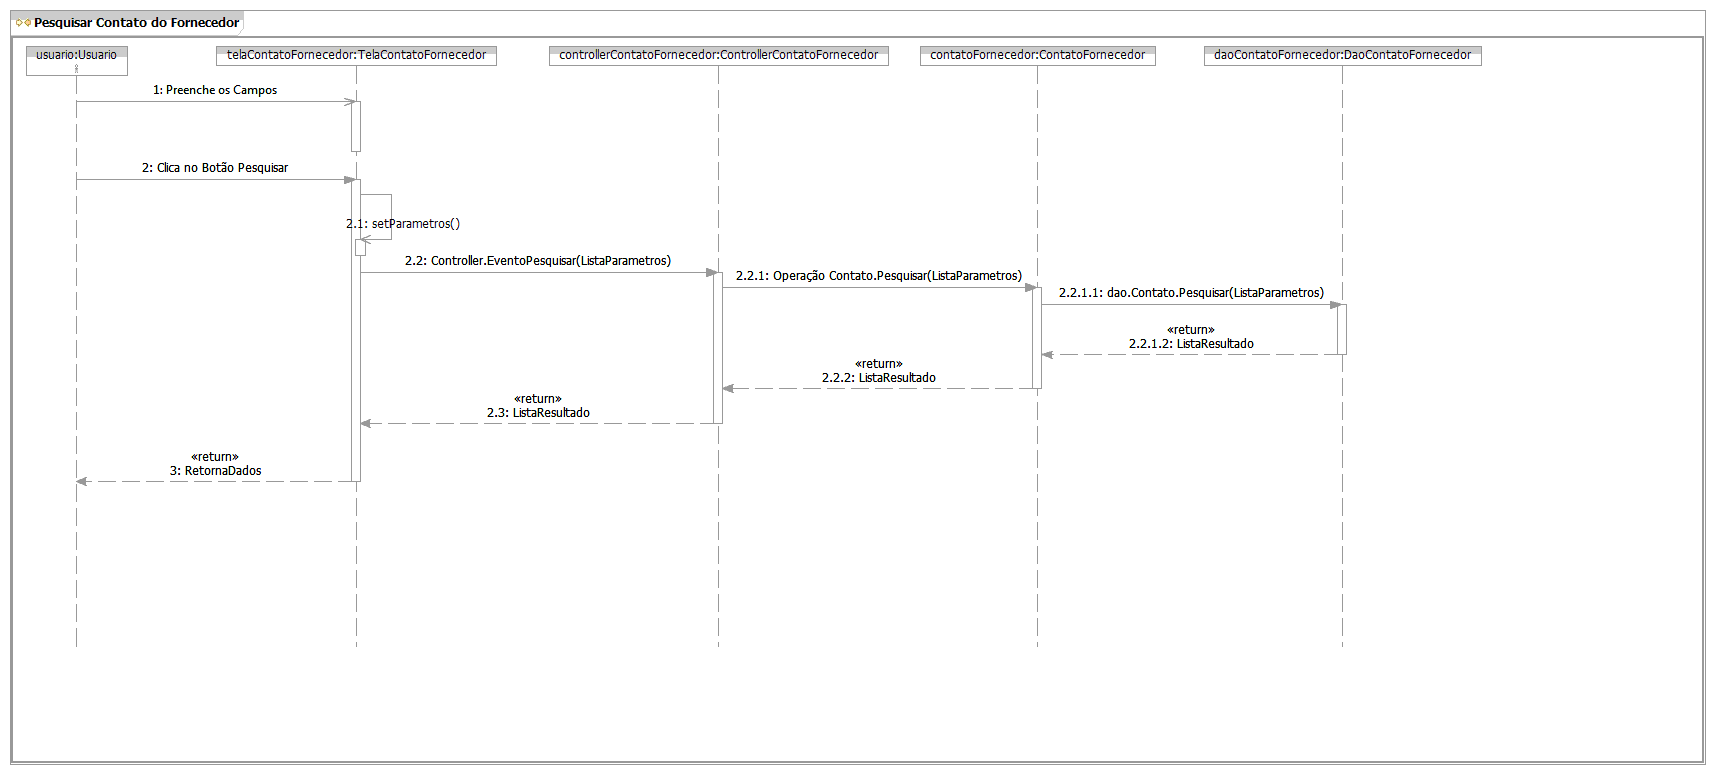 Pesquisar Contato do Fornecedor
usuario:Usuario
telaContatoFornecedor:TelaContatoFornecedor
controllerContatoFornecedor:ControllerContatoFornecedor
contatoFornecedor:ContatoFornecedor
daoContatoFornecedor:DaoContatoFornecedor
1: Preenche os Campos
2: Clica no Botão Pesquisar
2.1: setParametros()
2.2: Controller.EventoPesquisar(ListaParametros)
2.2.1: Operação Contato.Pesquisar(ListaParametros)
2.2.1.1: dao.Contato.Pesquisar(ListaParametros)
«return»
2.2.1.2: ListaResultado
«return»
2.2.2: ListaResultado
«return»
2.3: ListaResultado
«return»
3: RetornaDados